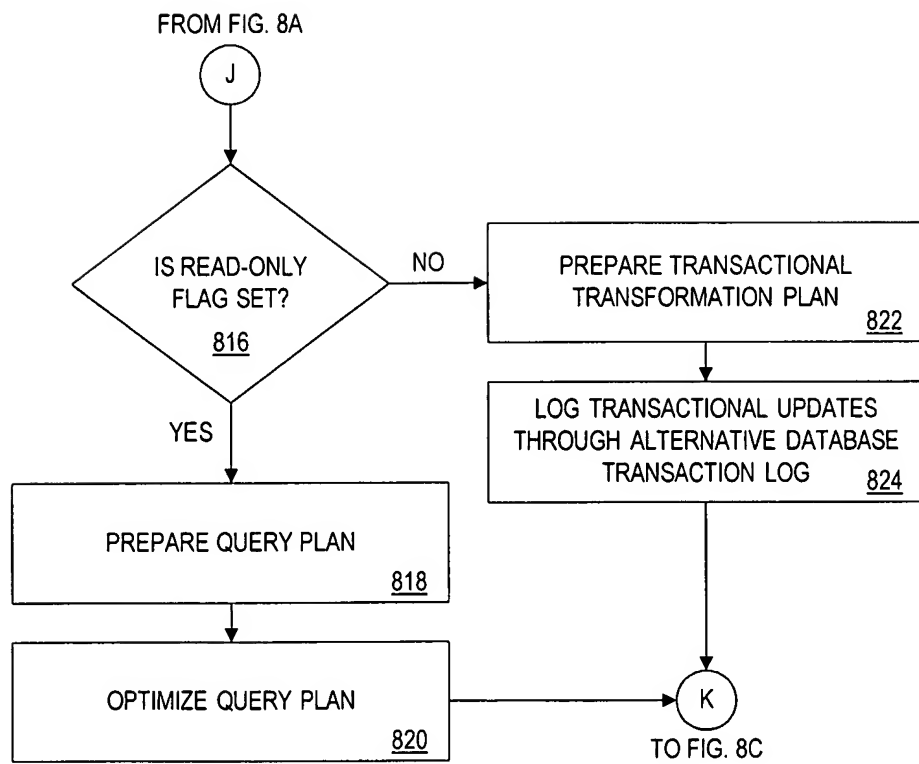 FROM FIG. 8A
J
IS READ-ONLY
FLAG SET?
816
NO
YES
PREPARE TRANSACTIONAL
TRANSFORMATION PLAN
822
LOG TRANSACTIONAL UPDATES
THROUGH ALTERNATIVE DATABASE
TRANSACTION LOG
824
PREPARE QUERY PLAN
818
OPTIMIZE QUERY PLAN
820
K
TO FIG. 8C